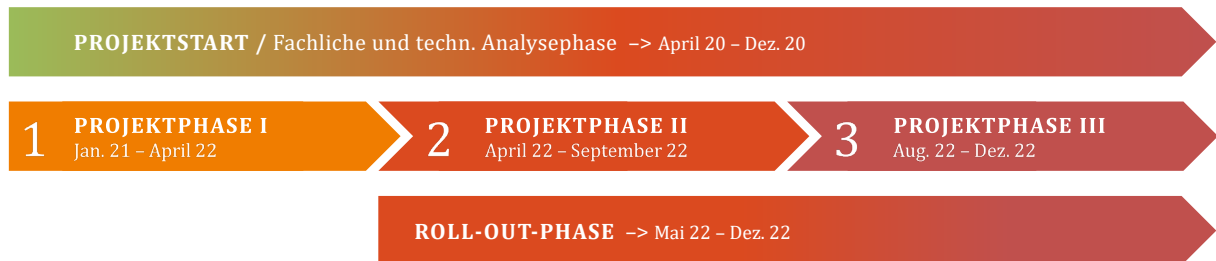 PROJEKTSTART / Fachliche und techn. Analysephase –> April 20 – Dez. 20
1
PROJEKTPHASE I
Jan. 21 – April 22
2
PROJEKTPHASE II
April 22 – September 22
3
PROJEKTPHASE III
Aug. 22 – Dez. 22
ROLL-OUT-PHASE –> Mai 22 – Dez. 22